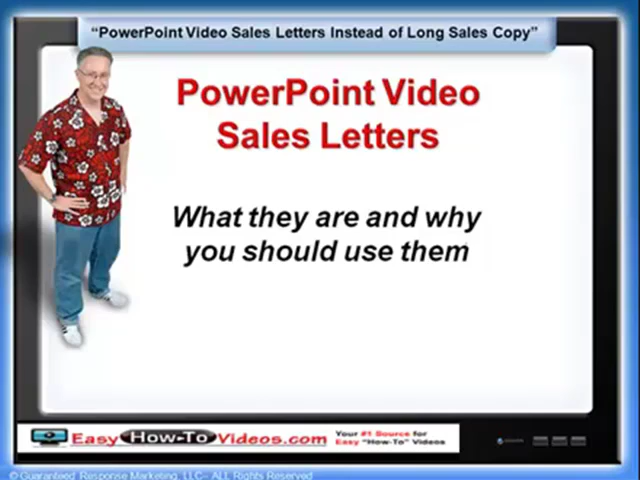 “PowerPoint Video Sales Letters Instead of Long Sales Copy”
PowerPoint Video
Sales Letters
What they are and why
you should use them
Easy How-To Videos.com
Your #1 Source for
Easy "How-To" Videos
© Guaranteed Response Marketing, LLC-- ALL Rights Reserved